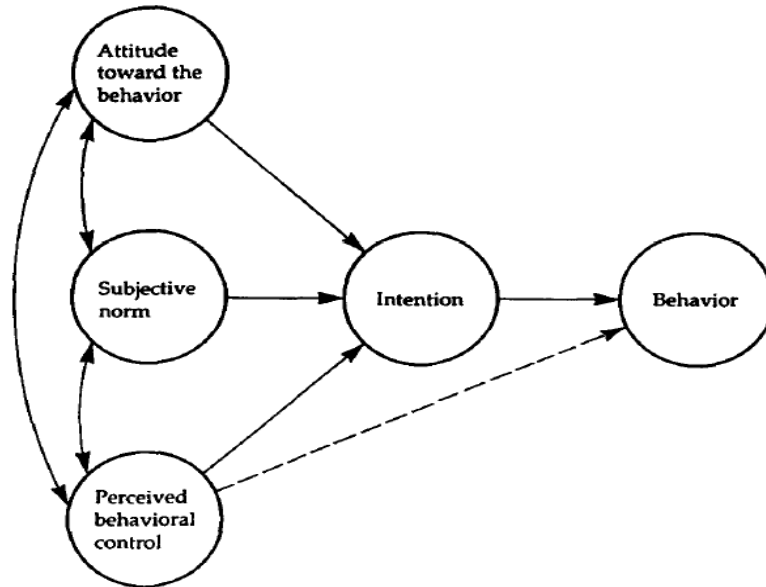 Attitude
toward the
behavior
Subjective
norm
Intention
Behavior
Perceived
behavioral
control